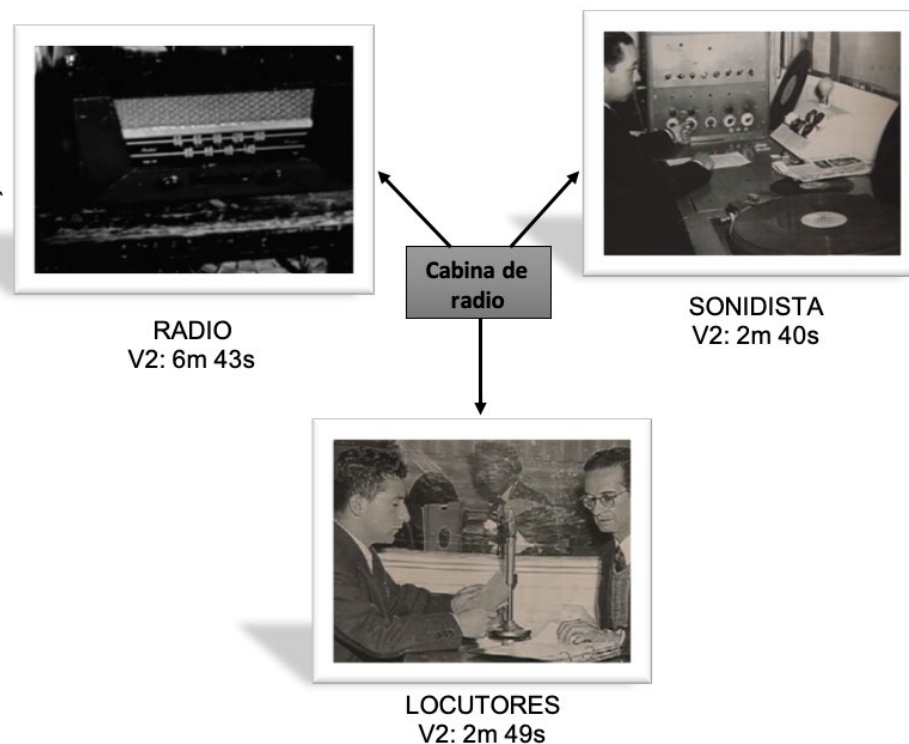 Cabina de
radio
RADIO
V2: 6m 43s
SONIDISTA
V2: 2m 40s
LOCUTORES
V2: 2m 49s